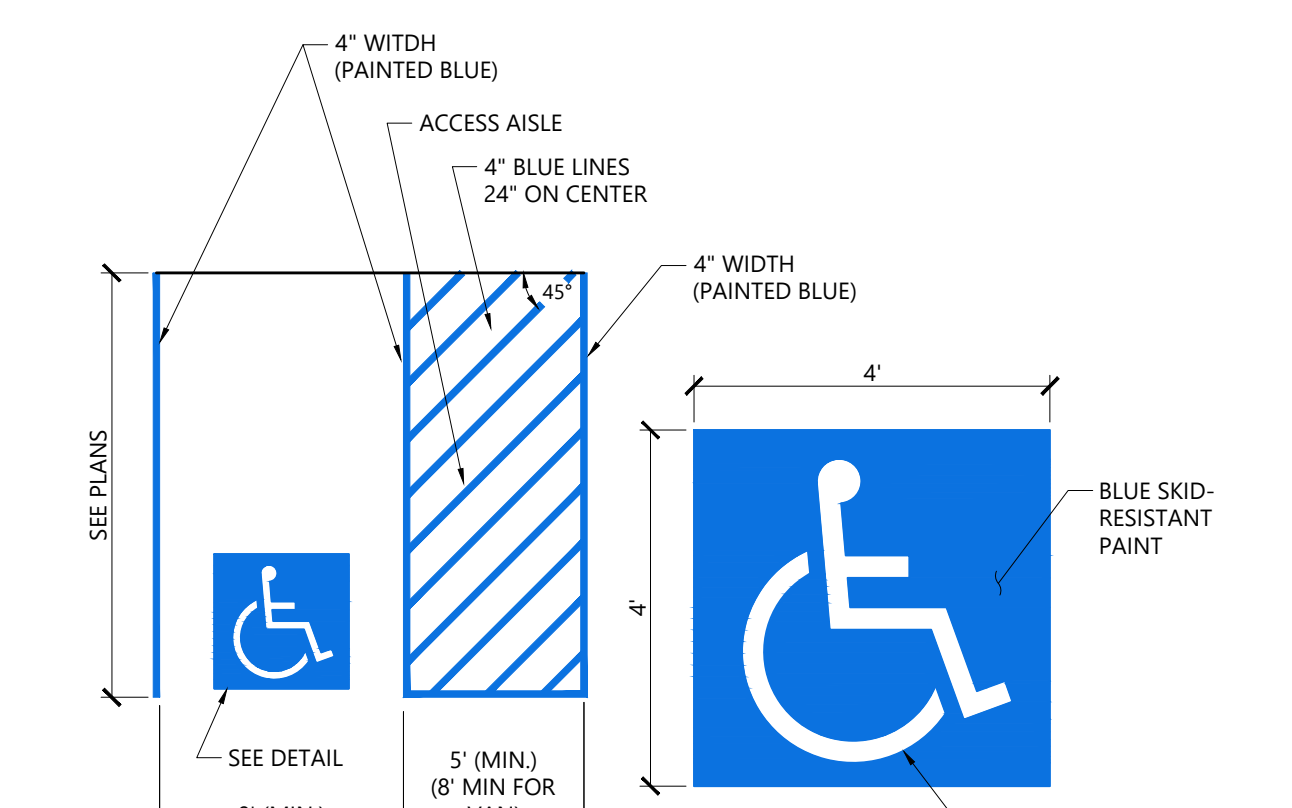 4" WITDH
(PAINTED BLUE)
ACCESS AISLE
4" BLUE LINES
24" ON CENTER
4" WIDTH
(PAINTED BLUE)
45°
SEE PLANS
4'
4'
BLUE SKID-
RESISTANT
PAINT
SEE DETAIL
5' (MIN.)
(8' MIN FOR
VAN)